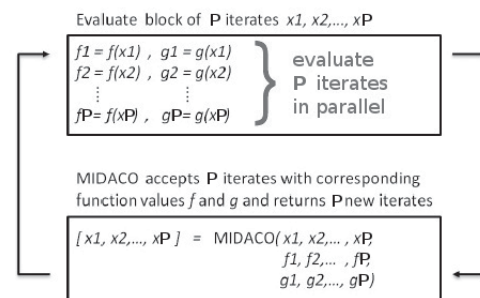 Evaluate block of P iterates x1, x2,..., xP
f1 = f(x1) , g1 = g(x1)
f2 = f(x2) , g2 = g(x2)
⋮ ⋮
fP= f(xP) , gP= g(xP)
evaluate
P iterates
in parallel
MIDACO accepts P iterates with corresponding
function values f and g and returns P new iterates
[ x1, x2,..., xP ] = MIDACO( x1, x2,... , xP,
f1, f2,... , fP,
g1, g2,..., gP)